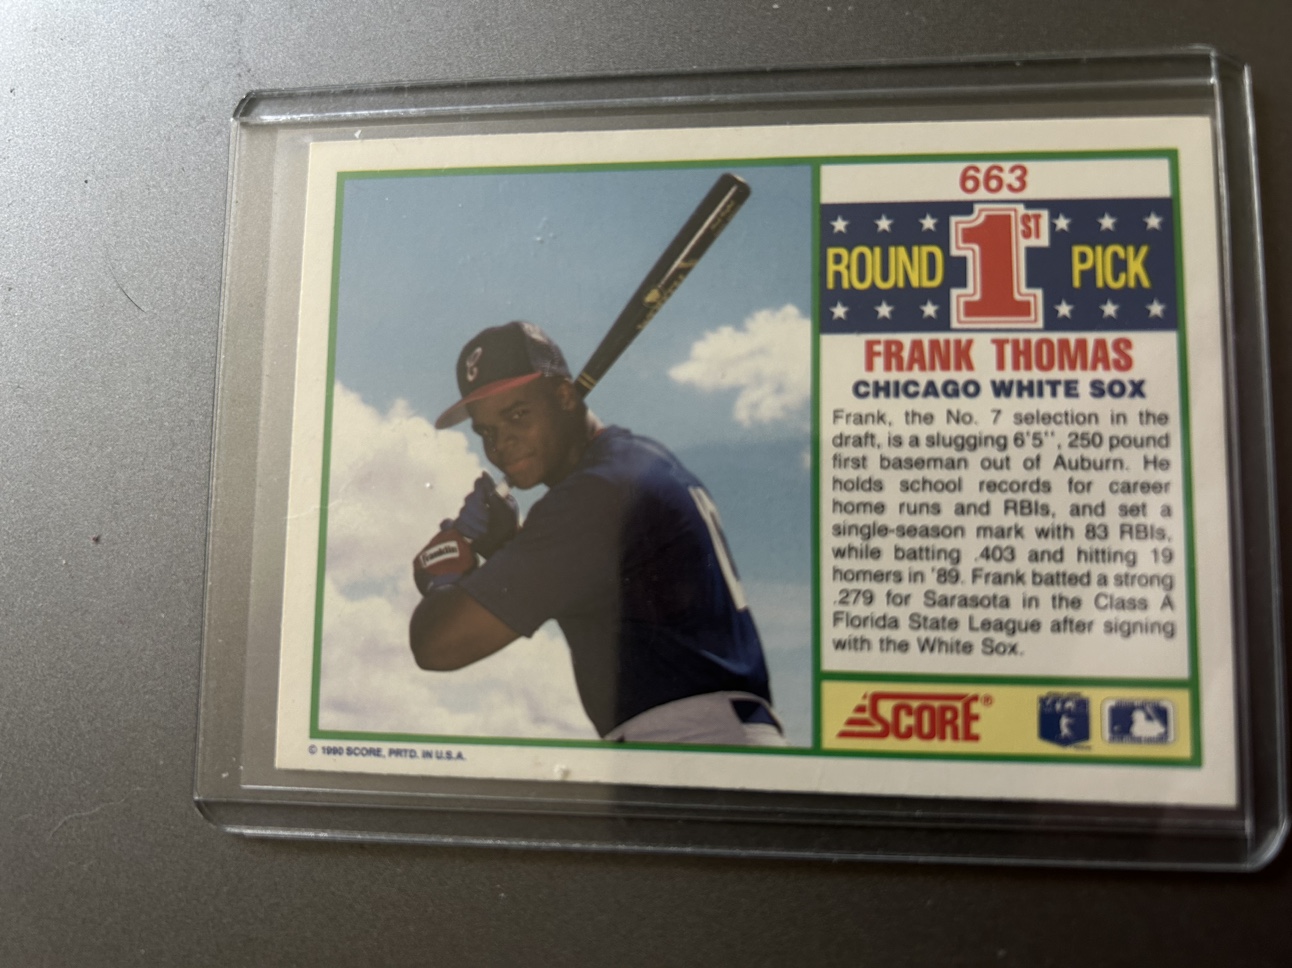 663
ROUND 1ST PICK
FRANK THOMAS
CHICAGO WHITE SOX
Frank, the No. 7 selection in the
draft, is a slugging 6'5'', 250 pound
first baseman out of Auburn. He
holds school records for career
home runs and RBIs, and set a
single-season mark with 83 RBIs,
while batting .403 and hitting 19
homers in '89. Frank batted a strong
.279 for Sarasota in the Class A
Florida State League after signing
with the White Sox.
SCORE®
© 1990 SCORE, PRTD. IN U.S.A.
Franklin